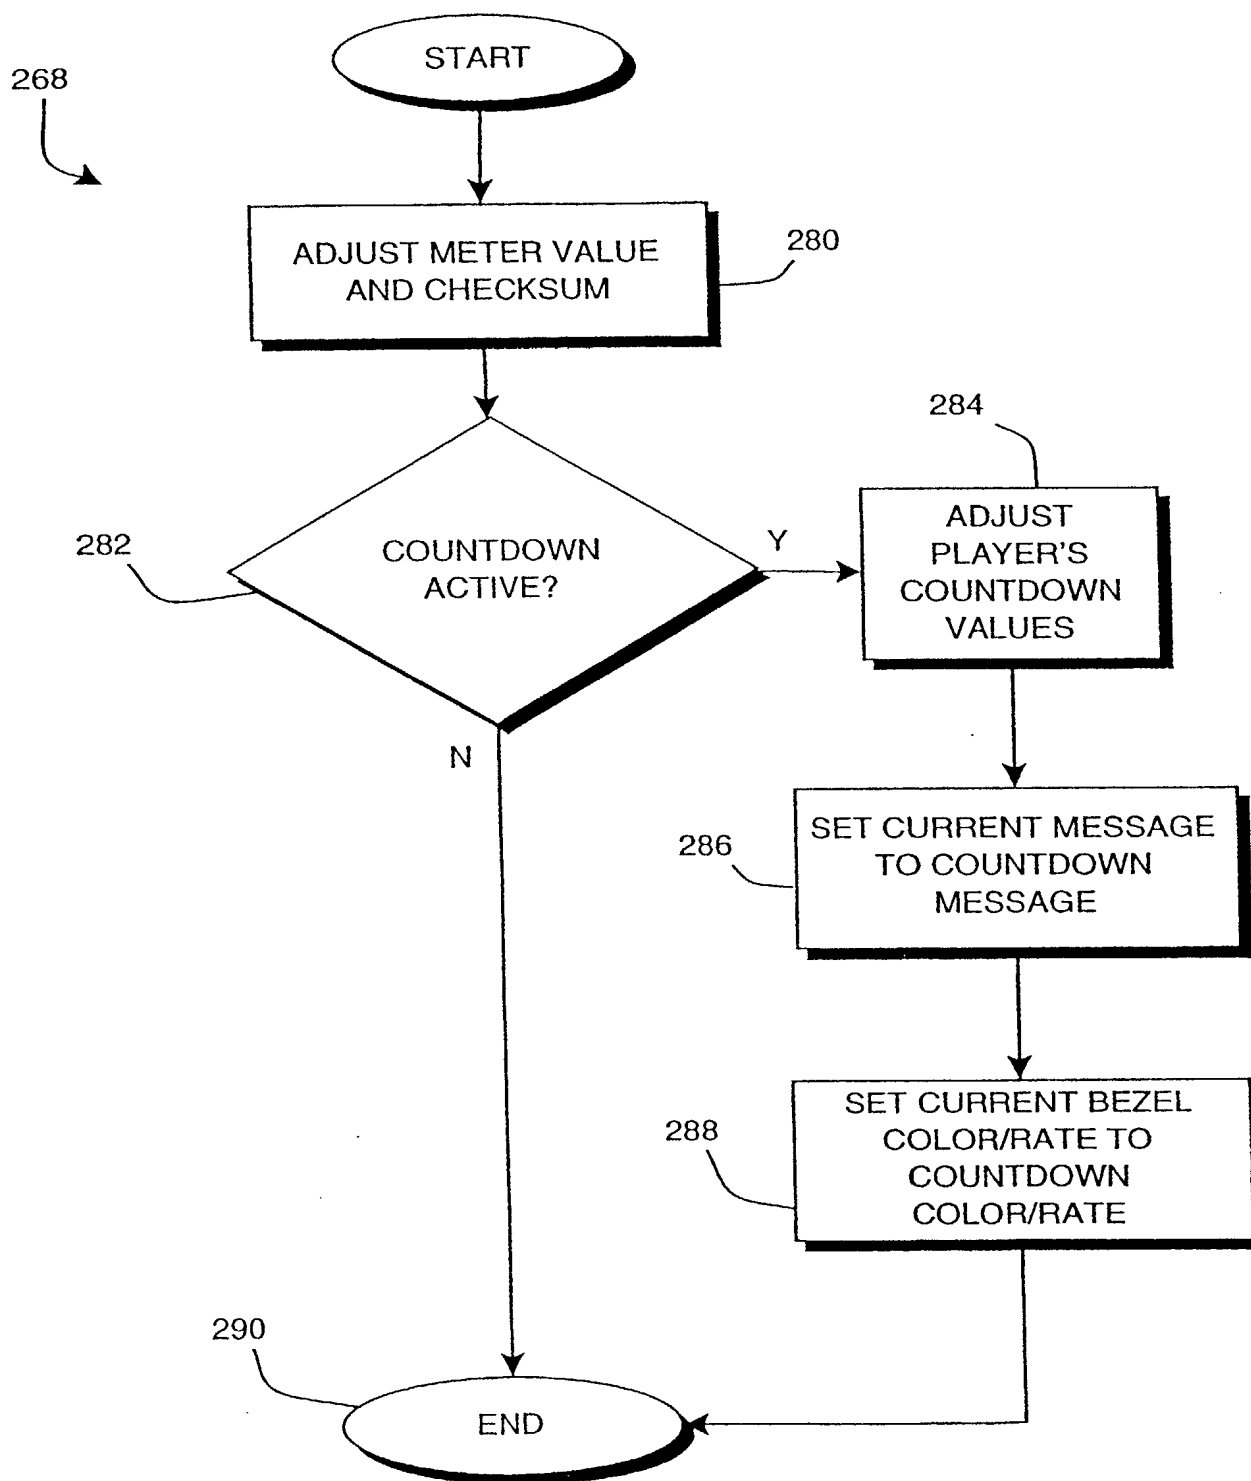 START
268
ADJUST METER VALUE
AND CHECKSUM
280
284
282
COUNTDOWN
ACTIVE?
Y
N
ADJUST
PLAYER'S
COUNTDOWN
VALUES
286
SET CURRENT MESSAGE
TO COUNTDOWN
MESSAGE
288
SET CURRENT BEZEL
COLOR/RATE TO
COUNTDOWN
COLOR/RATE
290
END